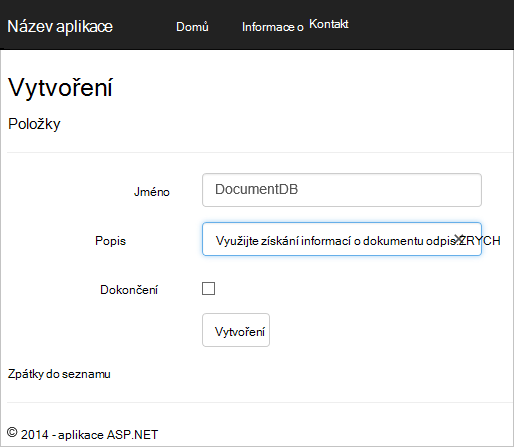 Název aplikace Domů Informace o Kontakt
Vytvoření
Položky
Jméno DocumentDB
Popis Využijte získání informací o dokumentu odpis ZRYCH
Dokončení
Vytvoření
Zpátky do seznamu
© 2014 - aplikace ASP.NET